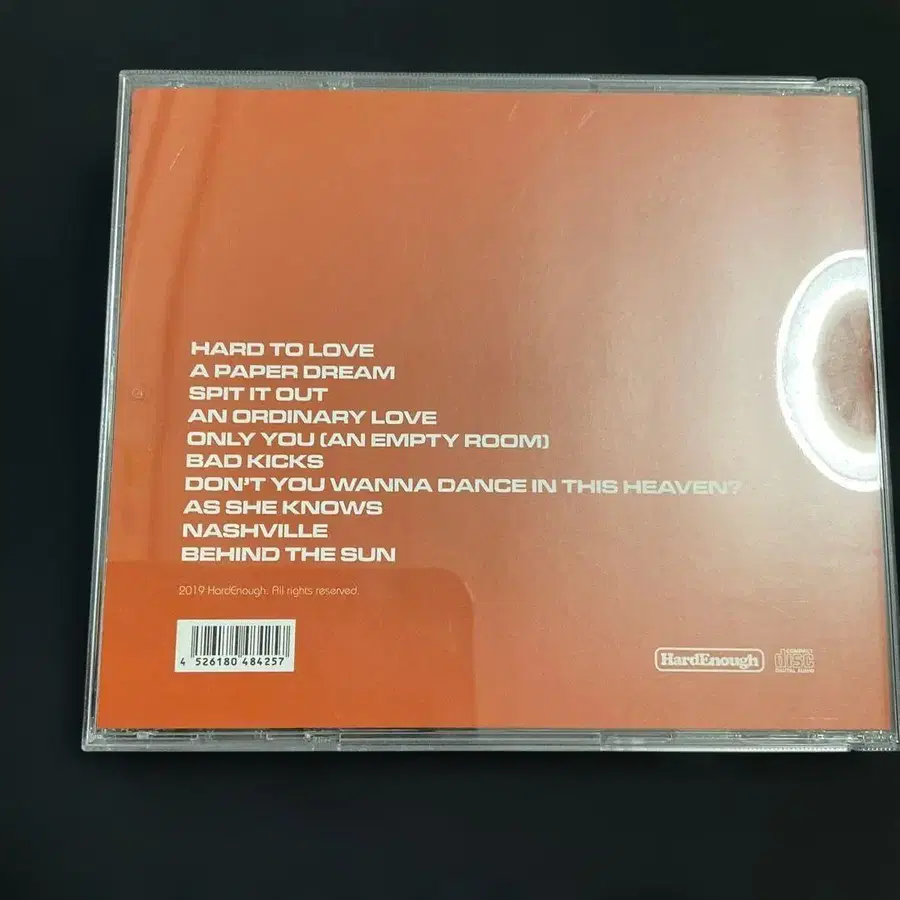 HARD TO LOVE
A PAPER DREAM
SPIT IT OUT
AN ORDINARY LOVE
ONLY YOU (AN EMPTY ROOM)
BAD KICKS
DON'T YOU WANNA DANCE IN THIS HEAVEN?
AS SHE KNOWS
NASHVILLE
BEHIND THE SUN
2019 HardEnough. All rights reserved.
4 526180 484257
HardEnough
COMPACT
disc
DIGITAL AUDIO